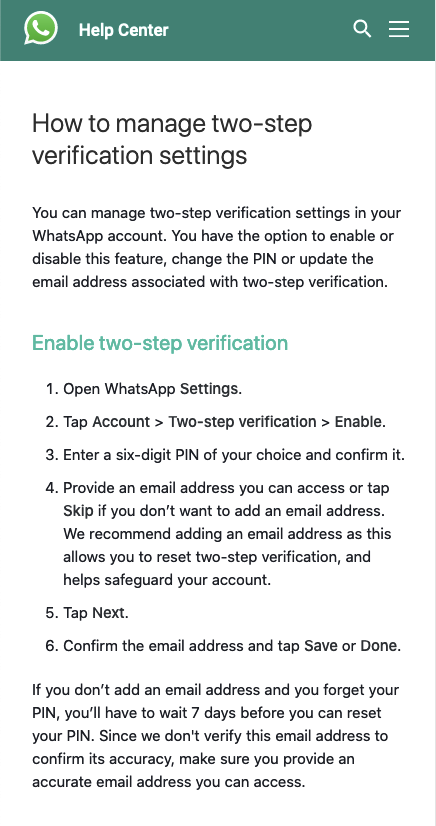 Help Center
How to manage two-step
verification settings
You can manage two-step verification settings in your
WhatsApp account. You have the option to enable or
disable this feature, change the PIN or update the
email address associated with two-step verification.
Enable two-step verification
1. Open WhatsApp Settings.
2. Tap Account > Two-step verification > Enable.
3. Enter a six-digit PIN of your choice and confirm it.
4. Provide an email address you can access or tap
Skip if you don’t want to add an email address.
We recommend adding an email address as this
allows you to reset two-step verification, and
helps safeguard your account.
5. Tap Next.
6. Confirm the email address and tap Save or Done.
If you don’t add an email address and you forget your
PIN, you’ll have to wait 7 days before you can reset
your PIN. Since we don't verify this email address to
confirm its accuracy, make sure you provide an
accurate email address you can access.